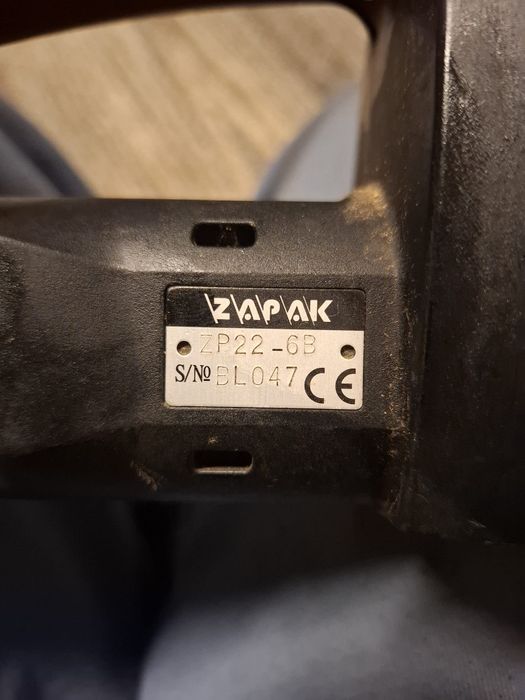 ZAPAK
ZP22-6B
S/№ BL047 CE